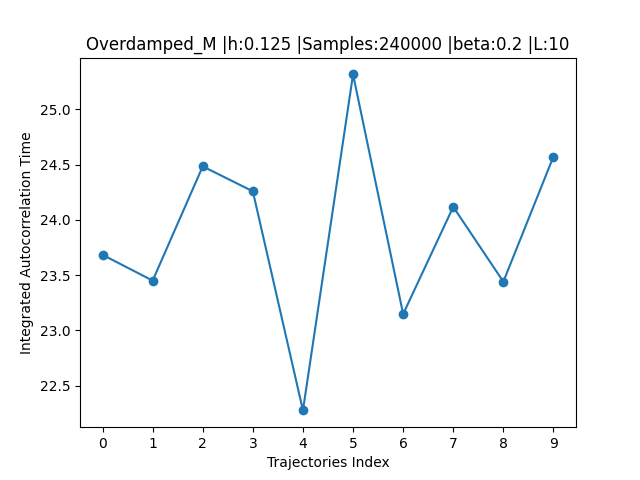 Overdamped_M |h:0.125 |Samples:240000 |beta:0.2 |L:10
Integrated Autocorrelation Time
25.0
24.5
24.0
23.5
23.0
22.5
0 1 2 3 4 5 6 7 8 9
Trajectories Index